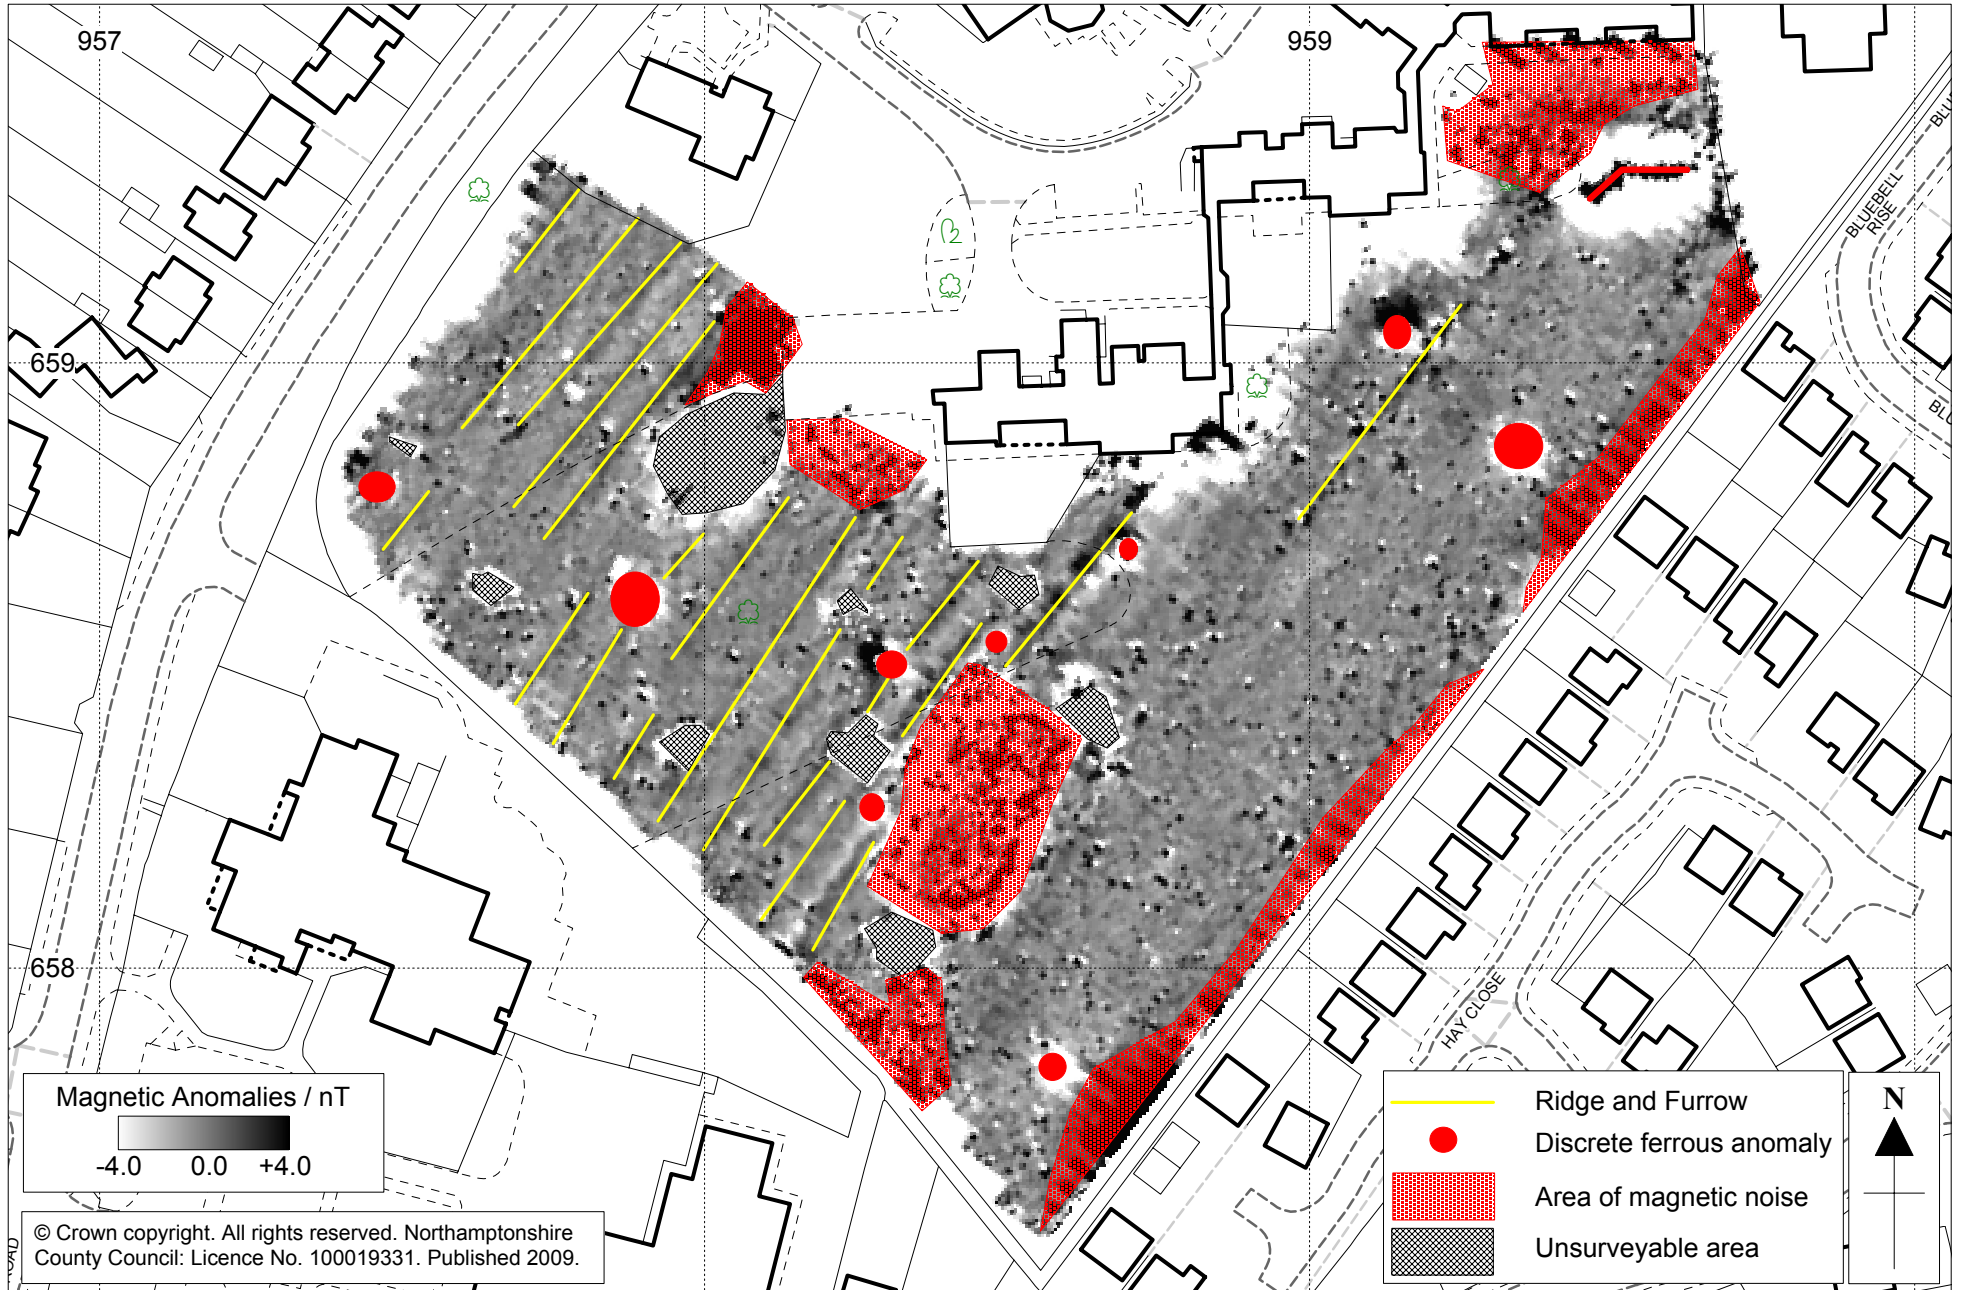 957
959
BLUEBELL
RISE
659
658
HAY CLOSE
Magnetic Anomalies / nT
-4.0 0.0 +4.0
© Crown copyright. All rights reserved. Northamptonshire
County Council: Licence No. 100019331. Published 2009.
Ridge and Furrow
Discrete ferrous anomaly
Area of magnetic noise
Unsurveyable area
N